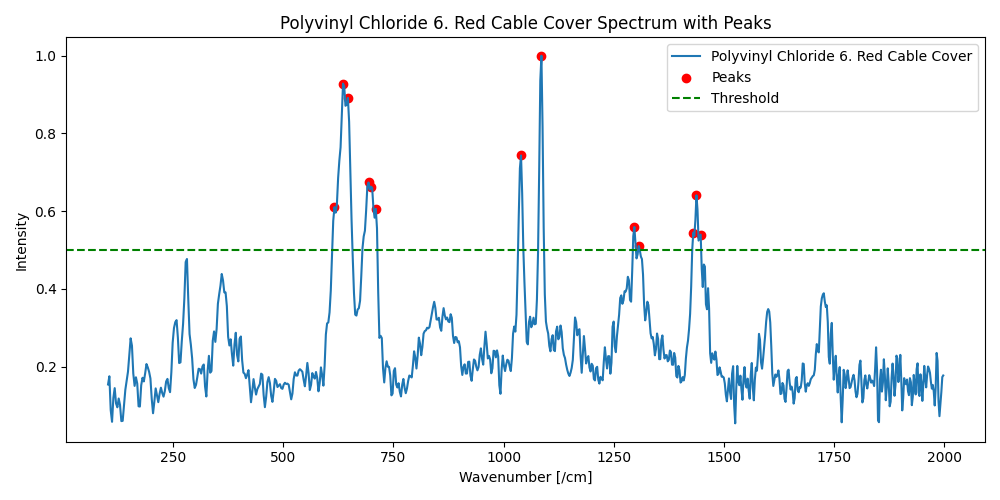 Polyvinyl Chloride 6. Red Cable Cover Spectrum with Peaks
Polyvinyl Chloride 6. Red Cable Cover
Peaks
Threshold
Intensity
1.0
0.8
0.6
0.4
0.2
250
500
750
1000
1250
1500
1750
2000
Wavenumber [/cm]